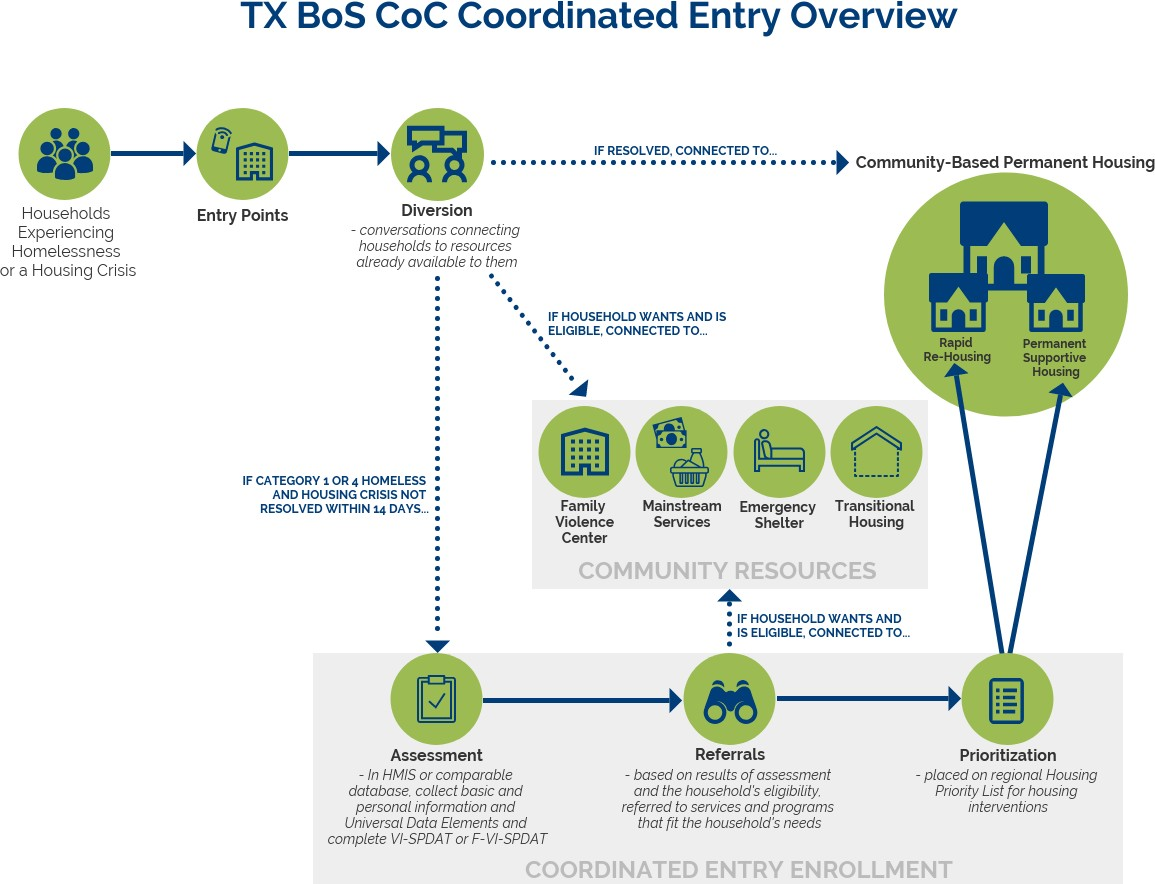 TX BoS CoC Coordinated Entry Overview
Households
Experiencing
Homelessness
or a Housing Crisis
Entry Points
Diversion
- conversations connecting
households to resources
already available to them
IF RESOLVED, CONNECTED TO...
Community-Based Permanent Housing
Rapid
Re-Housing
Permanent
Supportive
Housing
IF HOUSEHOLD WANTS AND IS
ELIGIBLE, CONNECTED TO...
IF CATEGORY 1 OR 4 HOMELESS
AND HOUSING CRISIS NOT
RESOLVED WITHIN 14 DAYS...
Family
Violence
Center
Mainstream
Services
Emergency
Shelter
Transitional
Housing
COMMUNITY RESOURCES
IF HOUSEHOLD WANTS AND
IS ELIGIBLE, CONNECTED TO...
Assessment
- In HMIS or comparable
database, collect basic and
personal information and
Universal Data Elements and
complete VI-SPDAT or F-VI-SPDAT
Referrals
- based on results of assessment
and the household's eligibility,
referred to services and programs
that fit the household's needs
Prioritization
- placed on regional Housing
Priority List for housing
interventions
COORDINATED ENTRY ENROLLMENT